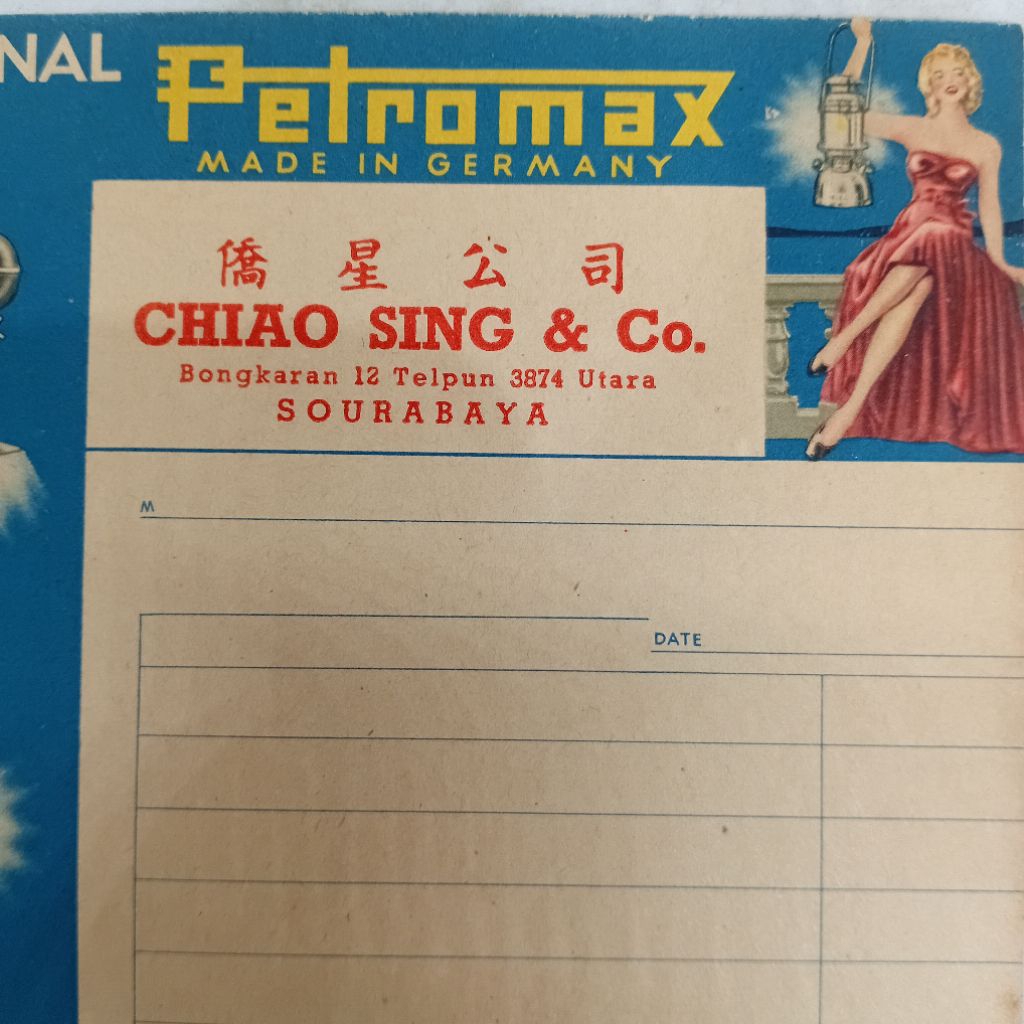 NAL
Petromax
MADE IN GERMANY
僑星公司
CHIAO SING & Co.
Bongkaran 12 Telpun 3874 Utara
SOURABAYA
M
DATE